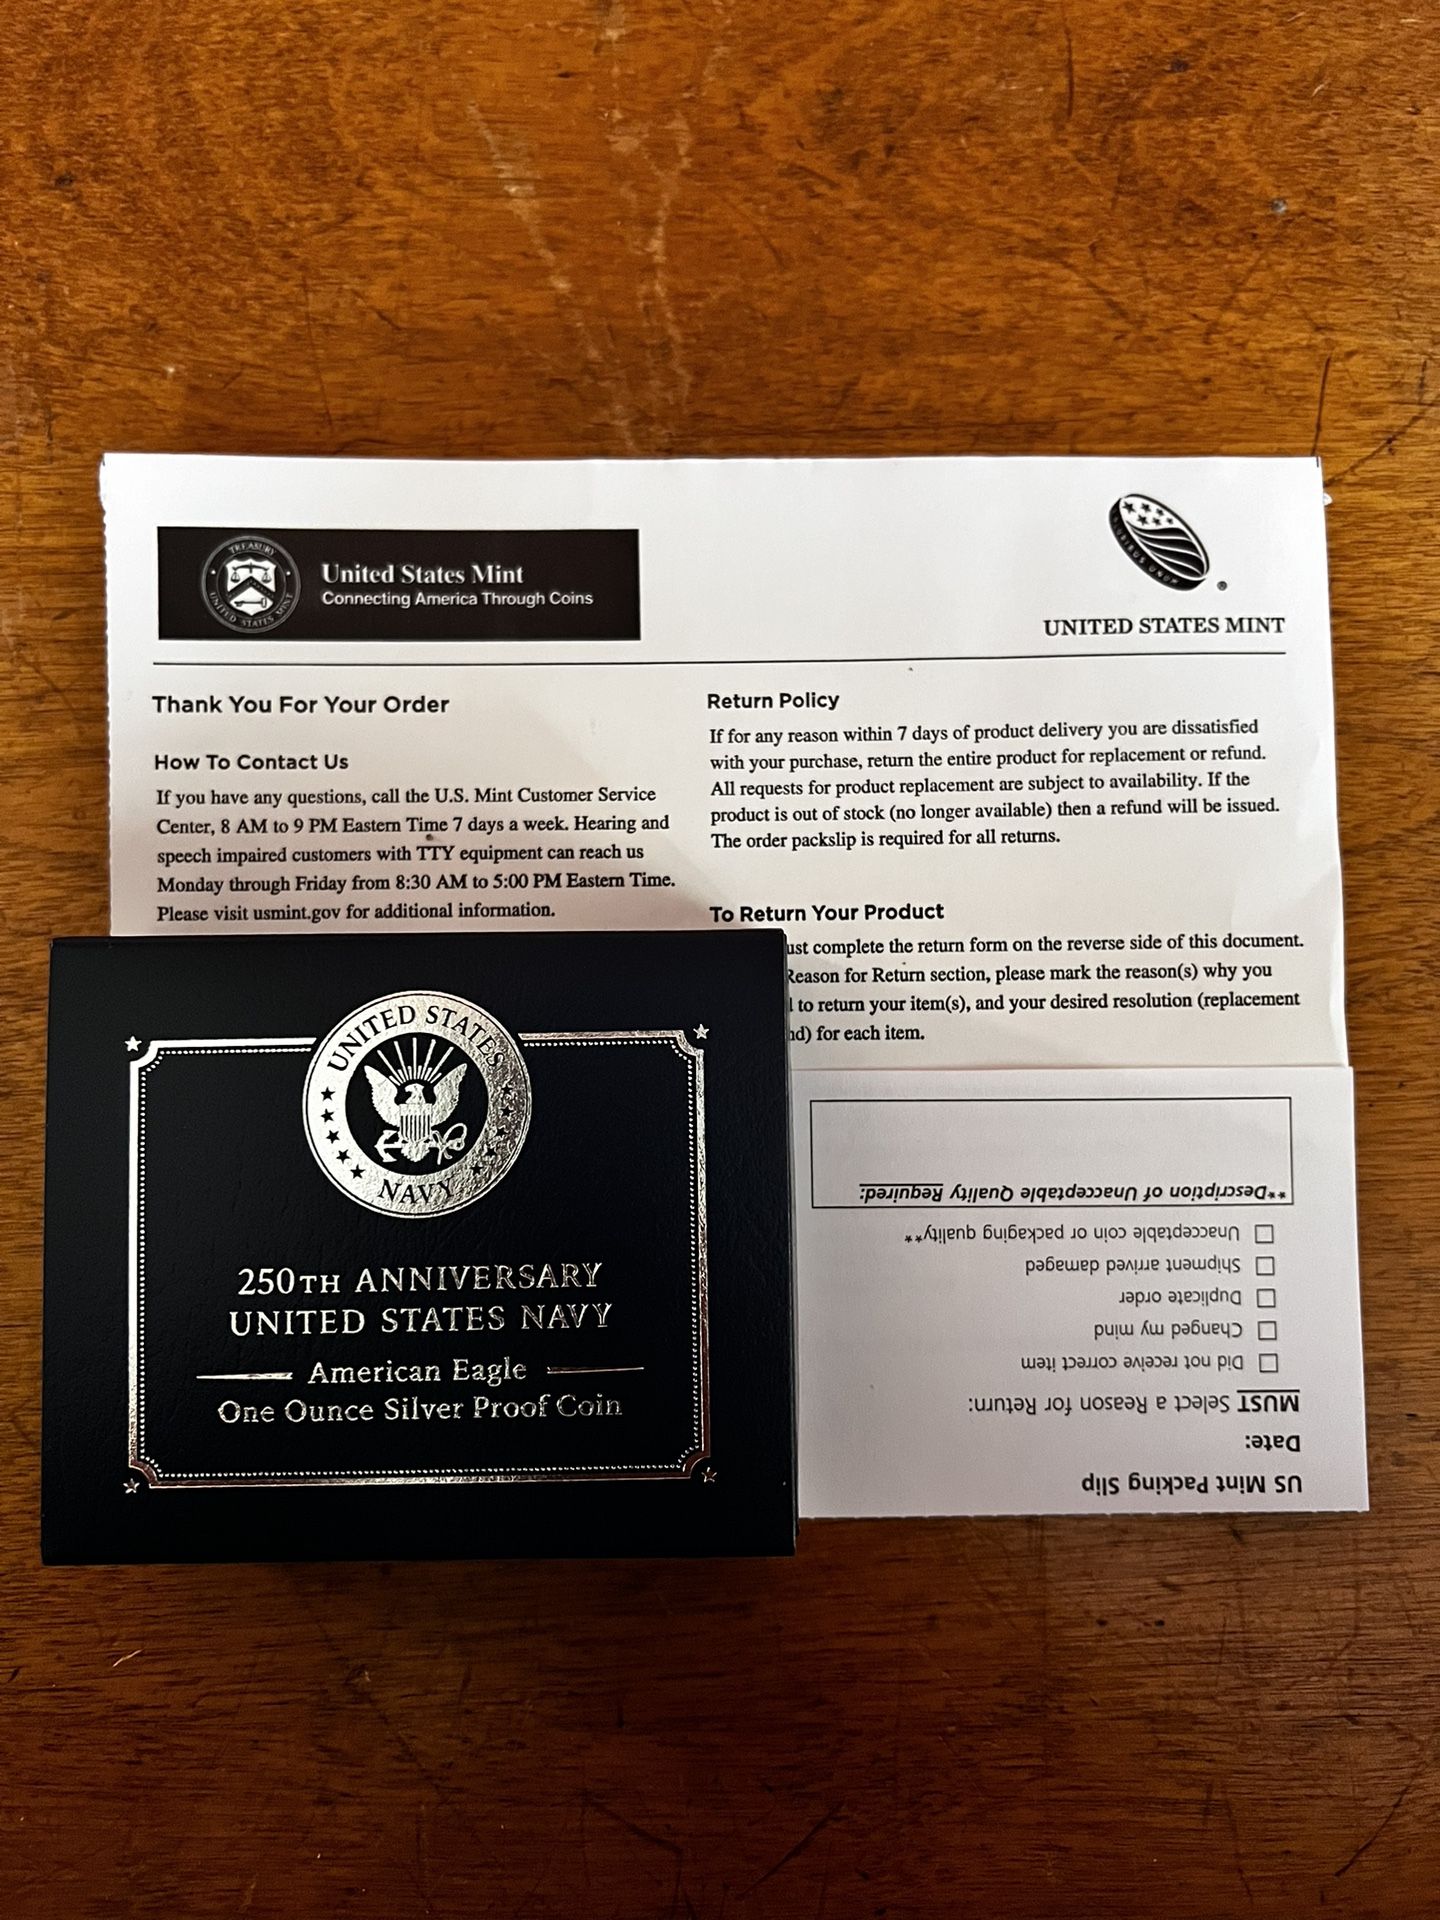 TREASURY
UNITED STATES MINT
United States Mint
Connecting America Through Coins
PLURIBUS UNUM
®
UNITED STATES MINT
Thank You For Your Order
How To Contact Us
If you have any questions, call the U.S. Mint Customer Service
Center, 8 AM to 9 PM Eastern Time 7 days a week. Hearing and
speech impaired customers with TTY equipment can reach us
Monday through Friday from 8:30 AM to 5:00 PM Eastern Time.
Please visit usmint.gov for additional information.
Return Policy
If for any reason within 7 days of product delivery you are dissatisfied
with your purchase, return the entire product for replacement or refund.
All requests for product replacement are subject to availability. If the
product is out of stock (no longer available) then a refund will be issued.
The order packslip is required for all returns.
To Return Your Product
ust complete the return form on the reverse side of this document.
Reason for Return section, please mark the reason(s) why you
to return your item(s), and your desired resolution (replacement
nd) for each item.
UNITED STATES
NAVY
250TH ANNIVERSARY
UNITED STATES NAVY
American Eagle
One Ounce Silver Proof Coin
US Mint Packing Slip
Date:
MUST Select a Reason for Return:
Did not receive correct item
Changed my mind
Duplicate order
Shipment arrived damaged
Unacceptable coin or packaging quality**
**Description of Unacceptable Quality Required: